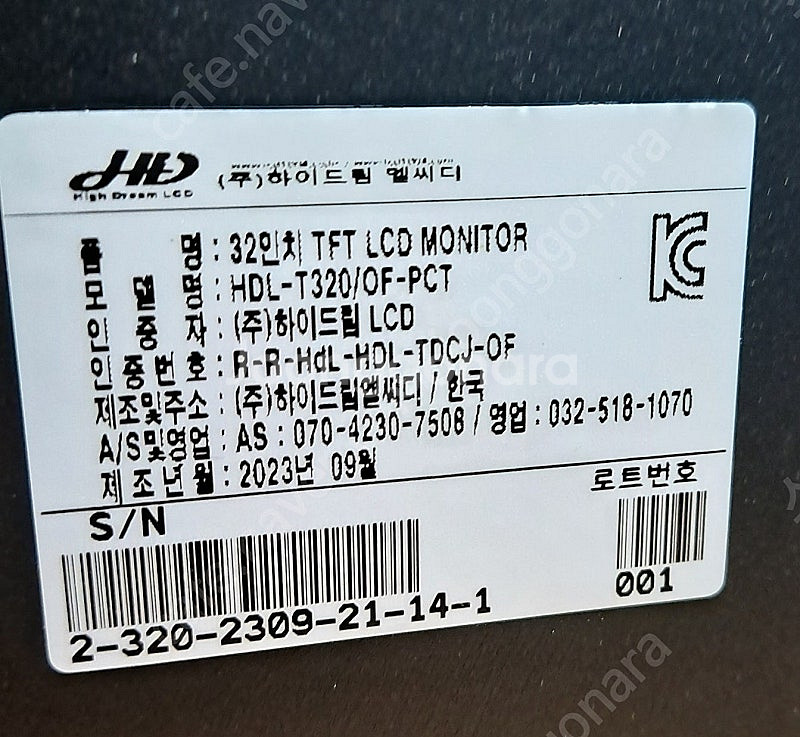 HD
High Dream LCD
(주)하이드림 엘씨디
품 명 : 32인치 TFT LCD MONITOR
모 델 명 : HDL-T320/OF-PCT
인 증 자 : (주)하이드림 LCD
인 증 번 호 : R-R-HdL-HDL-TDCJ-OF
제조및주소 : (주)하이드림엘씨디 / 한국
A/S및영업 : AS : 070-4230-7508 / 영업 : 032-518-1070
제 조 년 월 : 2023년 09월
S/N
로트번호
2-320-2309-21-14-1
001